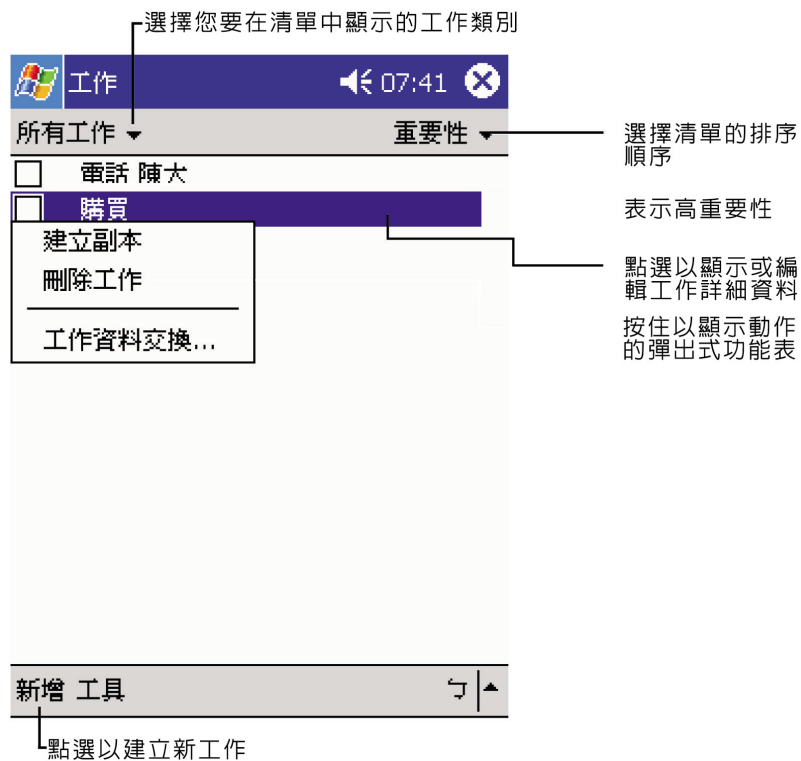 選擇您要在清單中顯示的工作類別
工作 07:41
所有工作 重要性
選擇清單的排序
順序
電話 陳大
購買
表示高重要性
建立副本
刪除工作
工作資料交換...
點選以顯示或編
輯工作詳細資料
按住以顯示動作
的彈出式功能表
新增 工具 ㄅ
點選以建立新工作